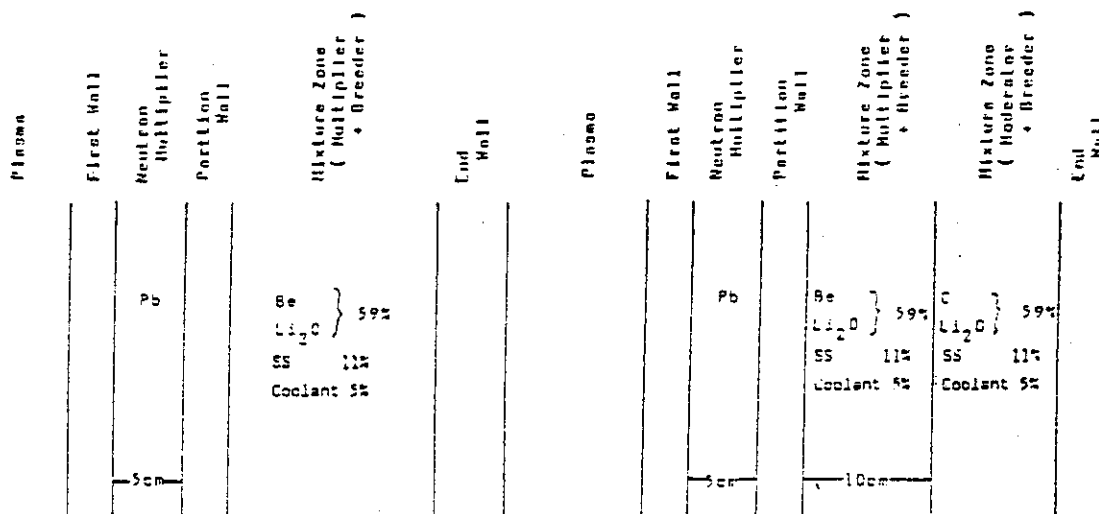 Plasma
First Wall
Neutron
Multiplier
Partion
Wall
Mixture Zone
( Multiplier
+ Breeder )
End
Wall
Plasma
First Wall
Neutron
Multiplier
Partion
Wall
Mixture Zone
( Multiplier
+ Breeder )
Mixture Zone
( Moderator
+ Breeder )
End
Wall
Pb
Be
Li₂O } 59%
SS 11%
Coolant 5%
5cm
Pb
Be
Li₂O } 59%
SS 11%
Coolant 5%
C
Li₂O } 59%
SS 11%
Coolant 5%
5cm
10cm